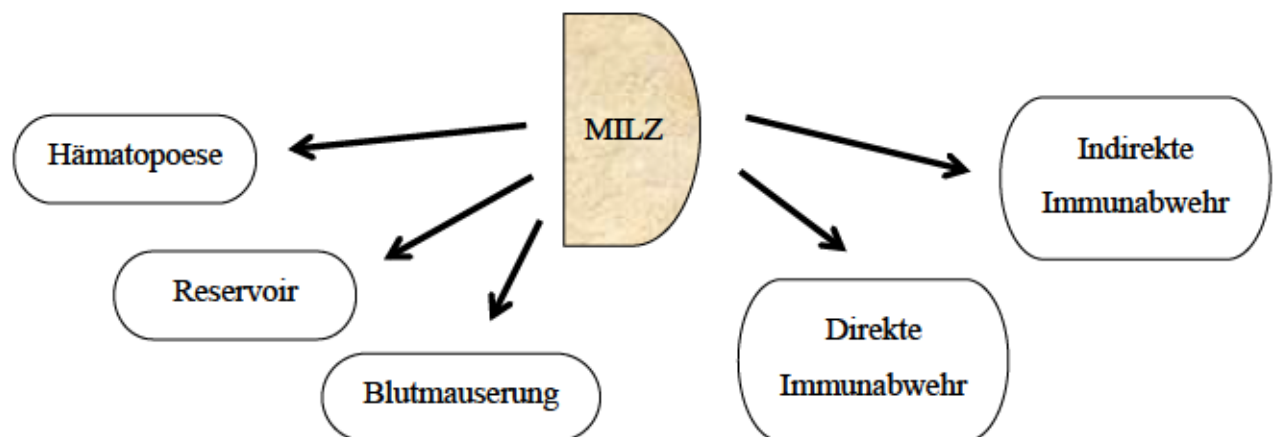 MILZ
Hämatopoese
Reservoir
Blutmauserung
Direkte
Immunabwehr
Indirekte
Immunabwehr